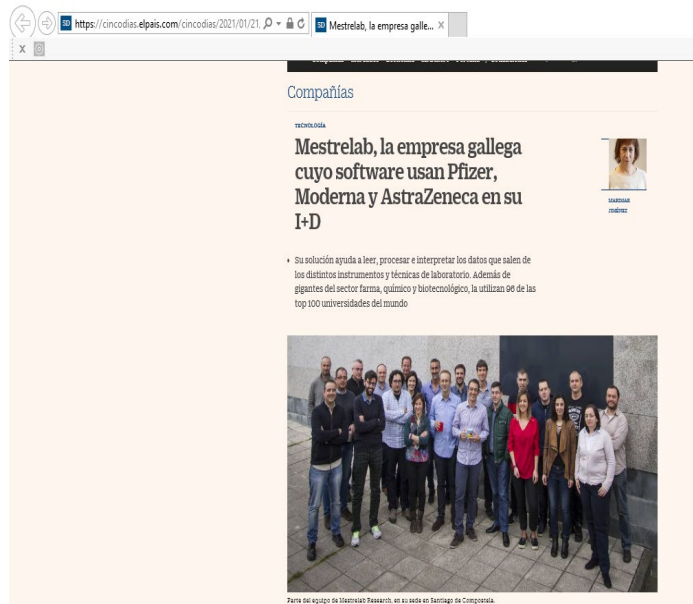 https://cincodias.elpais.com/cincodias/2021/01/21.
SD Mestrelab, la empresa galle... x
x
Compañías
TECNOLOGÍA
Mestrelab, la empresa gallega
cuyo software usan Pfizer,
Moderna y AstraZeneca en su
I+D
MARIMAR
JIMÉNEZ
• Su solución ayuda a leer, procesar e interpretar los datos que salen de
los distintos instrumentos y técnicas de laboratorio. Además de
gigantes del sector farma, químico y biotecnológico, la utilizan 96 de las
top 100 universidades del mundo
Parte del equipo de Mestrelab Research, en su sede en Santiago de Compostela.